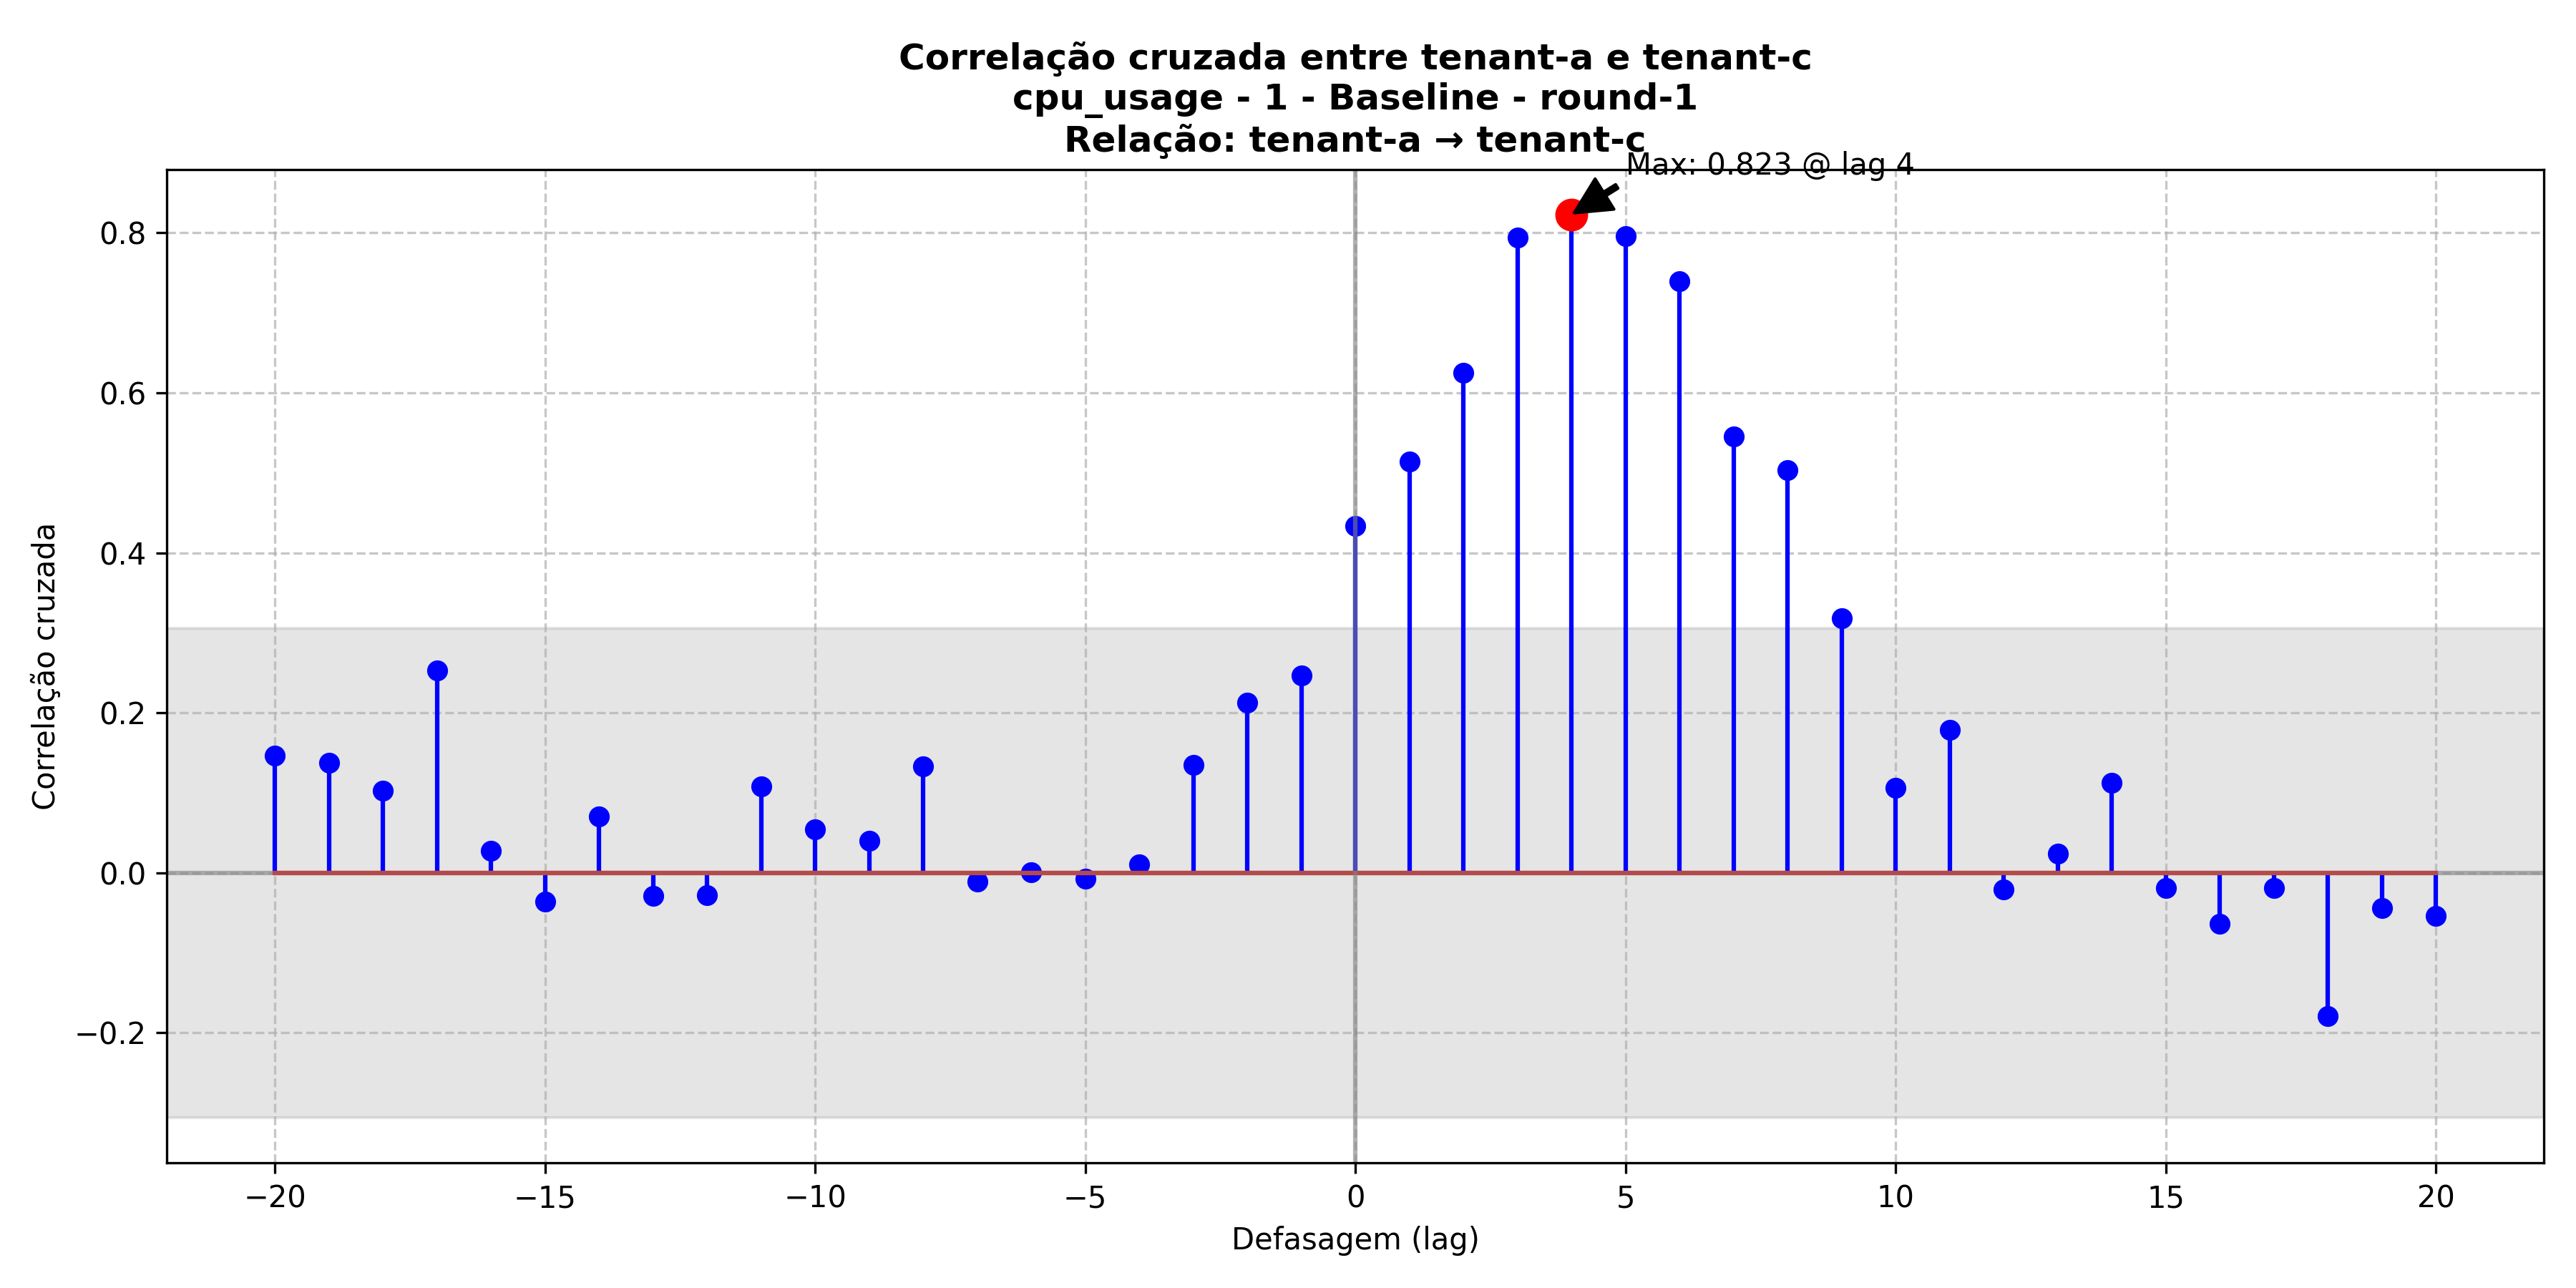 Correlação cruzada entre tenant-a e tenant-c
cpu_usage - 1 - Baseline - round-1
Relação: tenant-a → tenant-c
Max: 0.823 @ lag 4
0.8
0.6
0.4
0.2
0.0
−0.2
Correlação cruzada
−20
−15
−10
−5
0
5
10
15
20
Defasagem (lag)